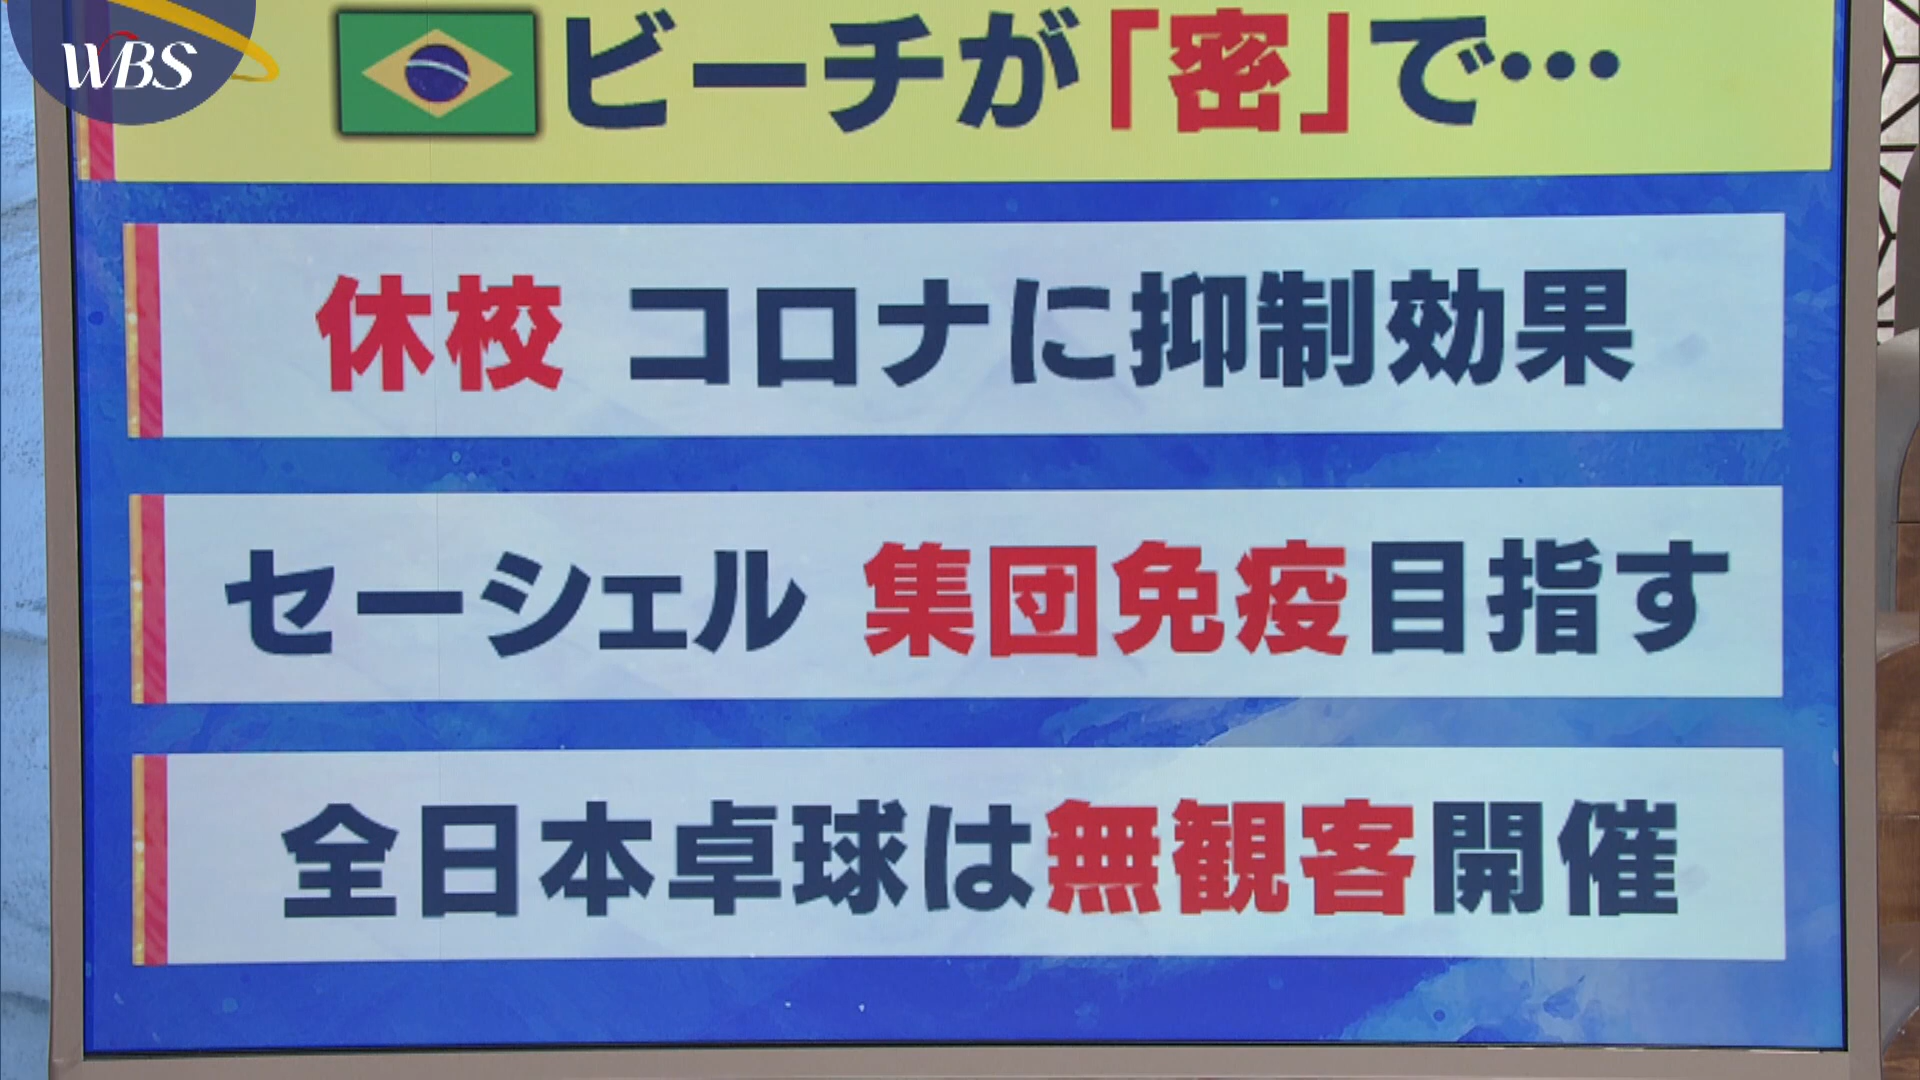 WBS
ビーチが「密」で…
休校 コロナに抑制効果
セーシェル 集団免疫目指す
全日本卓球は無観客開催